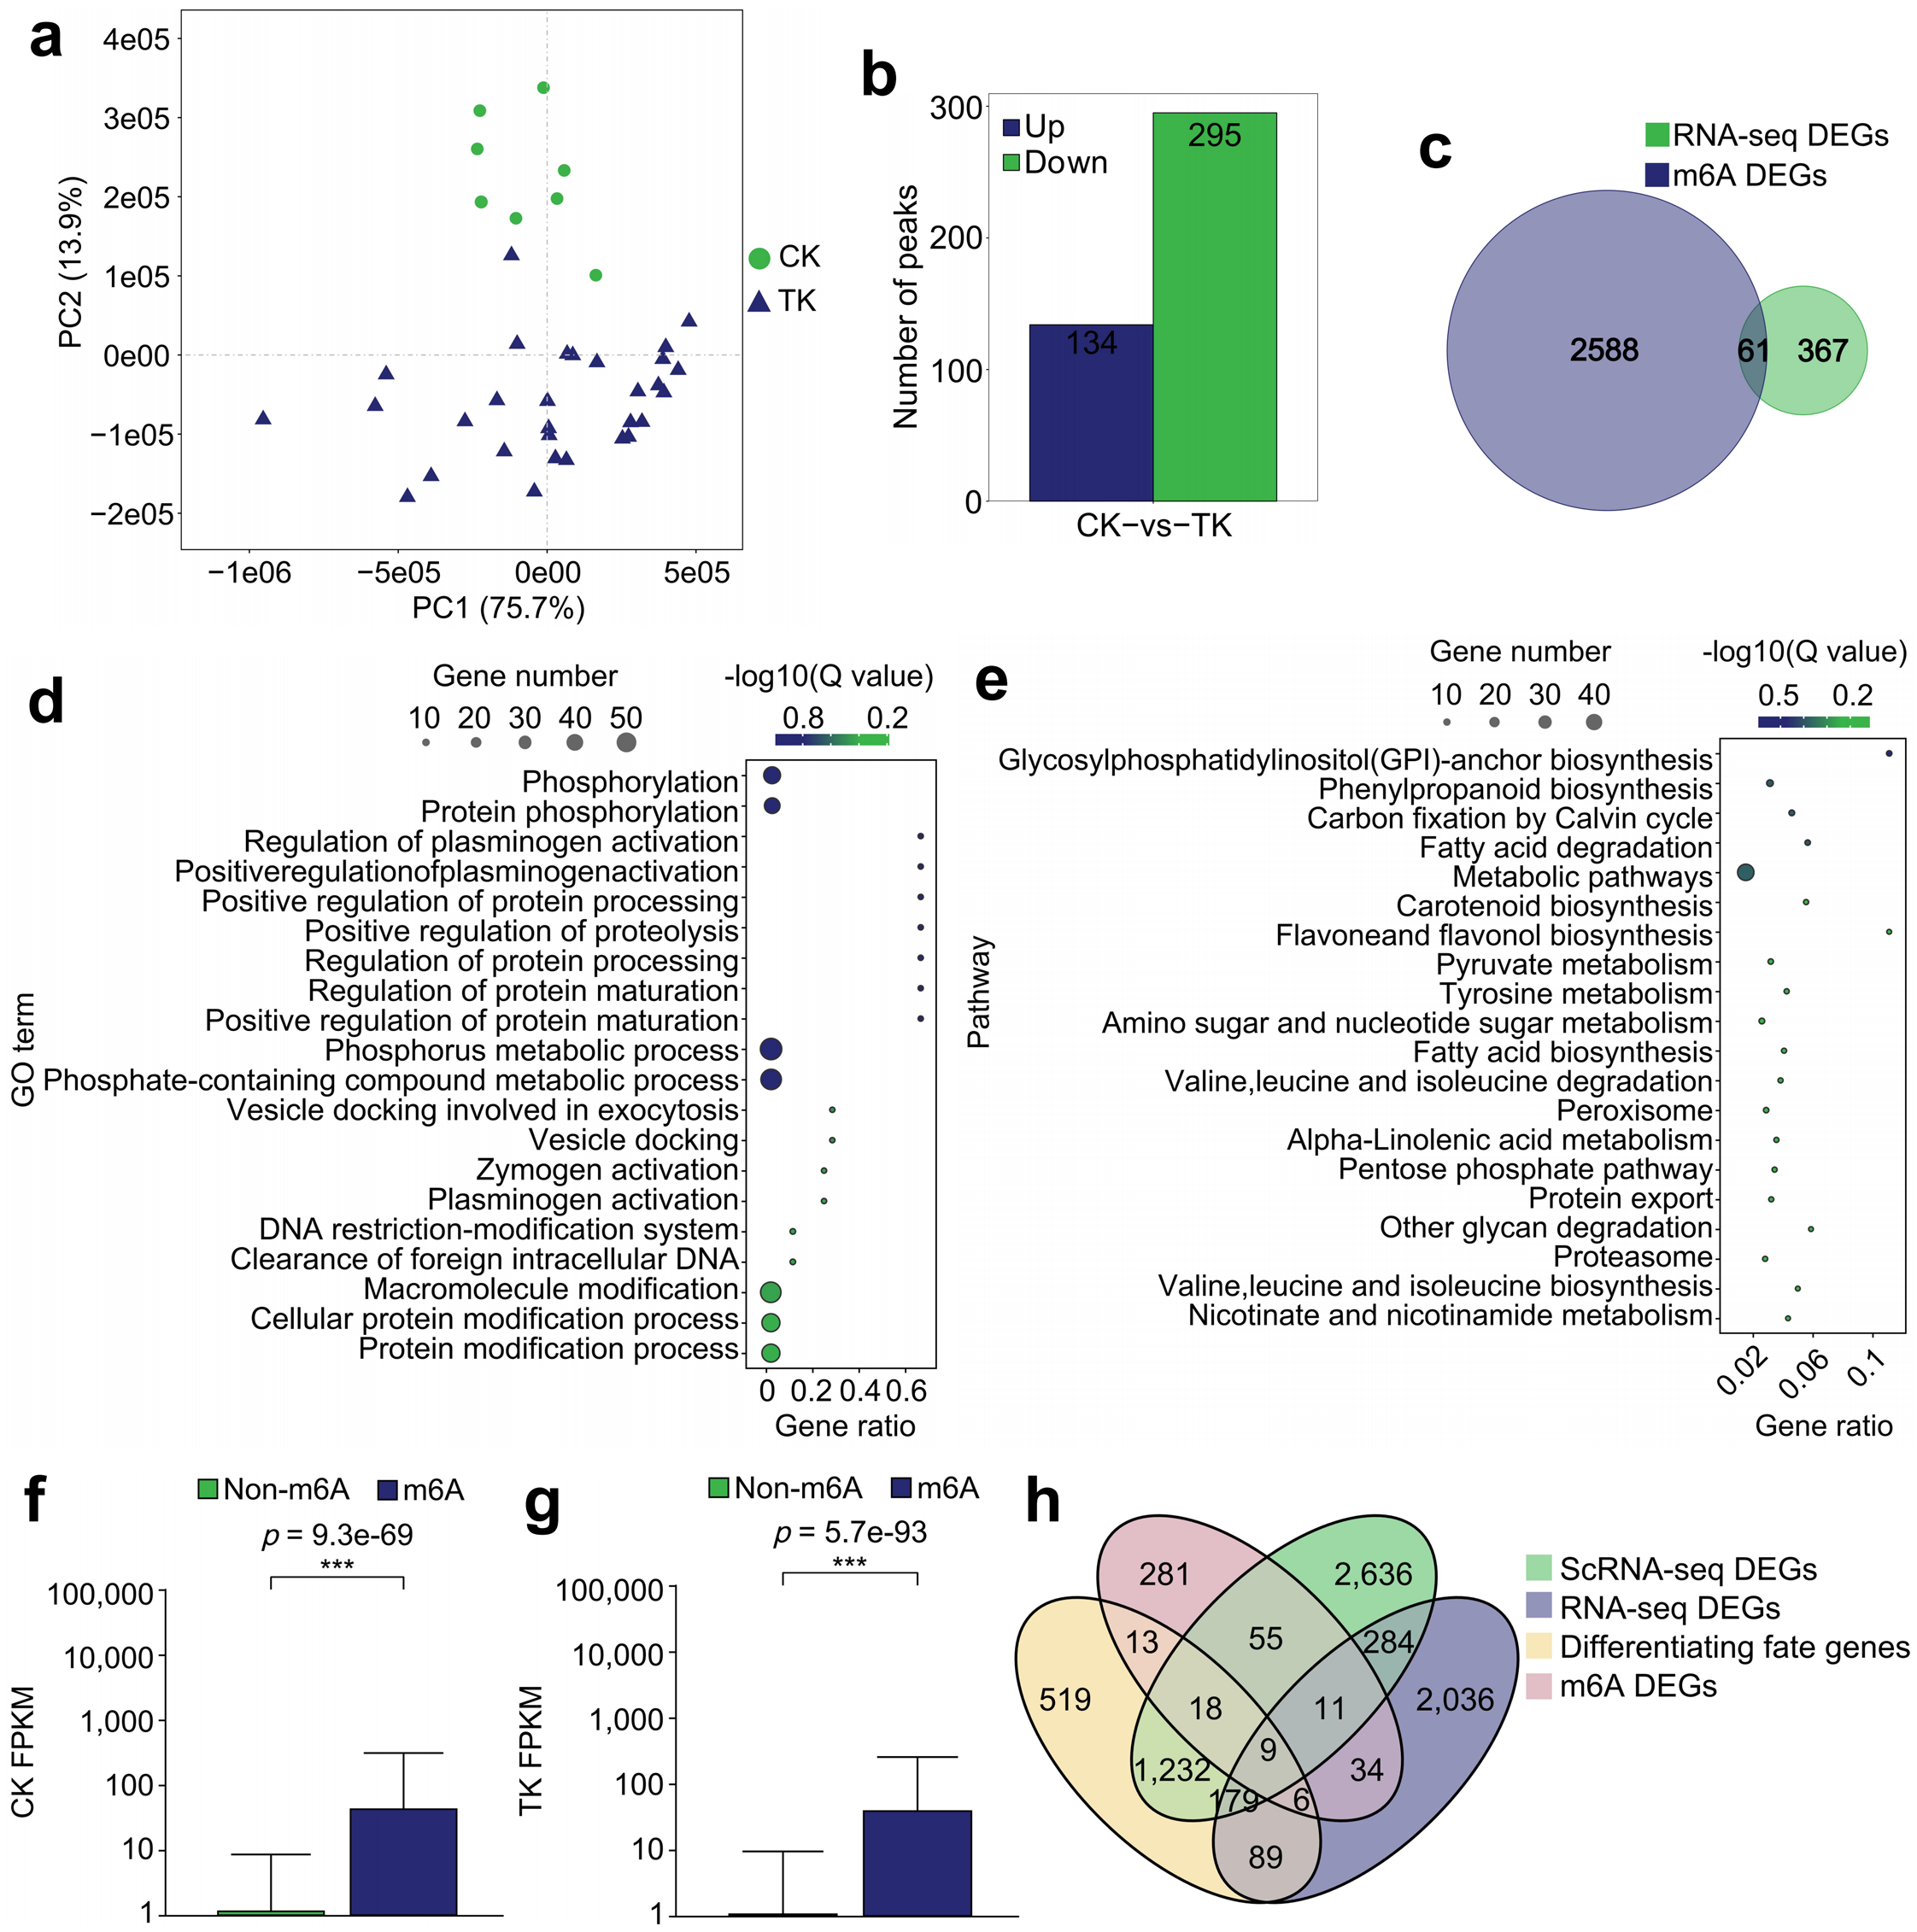 a
4e05
3e05
2e05
1e05
0e00
−1e05
−2e05
PC2 (13.9%)
−1e06 −5e05 0e00 5e05
PC1 (75.7%)
CK
TK
b
Up
Down
300
200
100
0
Number of peaks
134
295
CK−vs−TK
c
RNA-seq DEGs
m6A DEGs
2588
61
367
d
Gene number
10 20 30 40 50
-log10(Q value)
0.8 0.2
GO term
Phosphorylation
Protein phosphorylation
Regulation of plasminogen activation
Positiveregulationofplasminogenactivation
Positive regulation of protein processing
Positive regulation of proteolysis
Regulation of protein processing
Regulation of protein maturation
Positive regulation of protein maturation
Phosphorus metabolic process
Phosphate-containing compound metabolic process
Vesicle docking involved in exocytosis
Vesicle docking
Zymogen activation
Plasminogen activation
DNA restriction-modification system
Clearance of foreign intracellular DNA
Macromolecule modification
Cellular protein modification process
Protein modification process
0 0.2 0.4 0.6
Gene ratio
e
Gene number
10 20 30 40
-log10(Q value)
0.5 0.2
Pathway
Glycosylphosphatidylinositol(GPI)-anchor biosynthesis
Phenylpropanoid biosynthesis
Carbon fixation by Calvin cycle
Fatty acid degradation
Metabolic pathways
Carotenoid biosynthesis
Flavoneand flavonol biosynthesis
Pyruvate metabolism
Tyrosine metabolism
Amino sugar and nucleotide sugar metabolism
Fatty acid biosynthesis
Valine,leucine and isoleucine degradation
Peroxisome
Alpha-Linolenic acid metabolism
Pentose phosphate pathway
Protein export
Other glycan degradation
Proteasome
Valine,leucine and isoleucine biosynthesis
Nicotinate and nicotinamide metabolism
0.02 0.06 0.1
Gene ratio
f
Non-m6A m6A
p = 9.3e-69
***
100,000
10,000
1,000
100
10
1
CK FPKM
g
Non-m6A m6A
p = 5.7e-93
***
100,000
10,000
1,000
100
10
1
TK FPKM
h
281
2,636
13
55
284
519
18
11
2,036
9
1,232
34
179
6
89
ScRNA-seq DEGs
RNA-seq DEGs
Differentiating fate genes
m6A DEGs